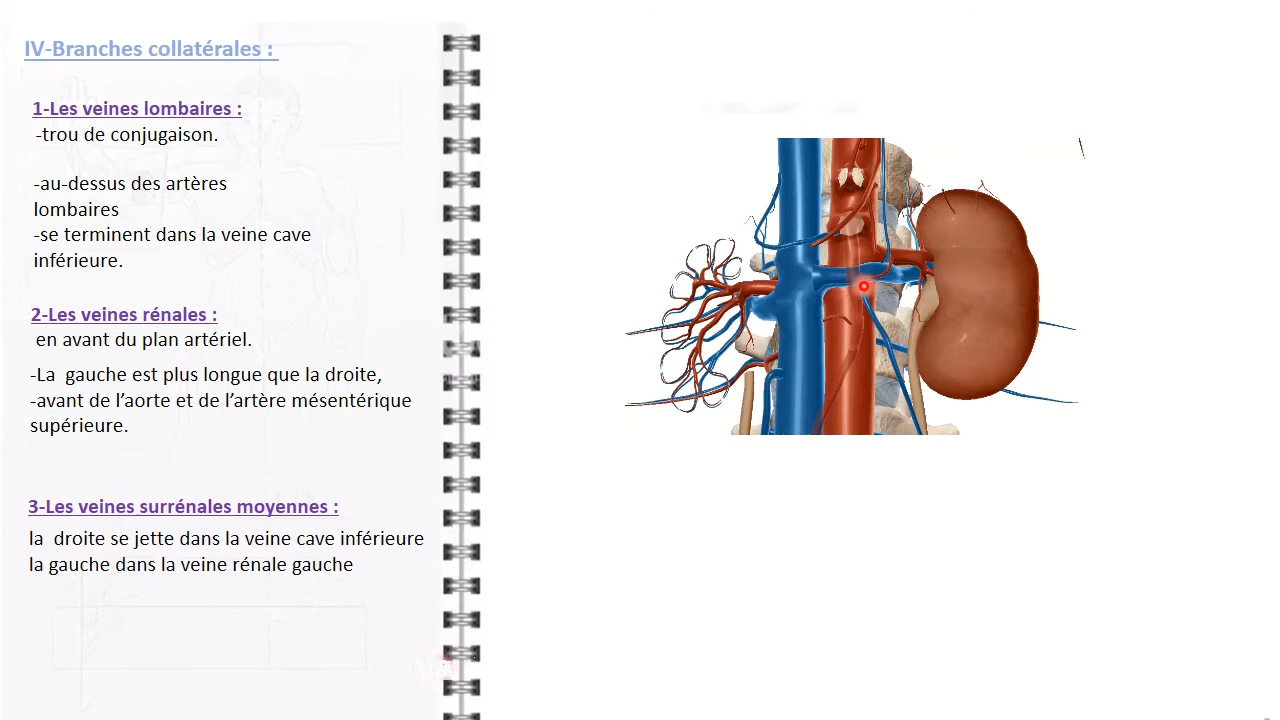 IV-Branches collatérales :
1-Les veines lombaires :
-trou de conjugaison.
-au-dessus des artères
lombaires
-se terminent dans la veine cave
inférieure.
2-Les veines rénales :
en avant du plan artériel.
-La gauche est plus longue que la droite,
-avant de l’aorte et de l’artère mésentérique
supérieure.
3-Les veines surrénales moyennes :
la droite se jette dans la veine cave inférieure
la gauche dans la veine rénale gauche